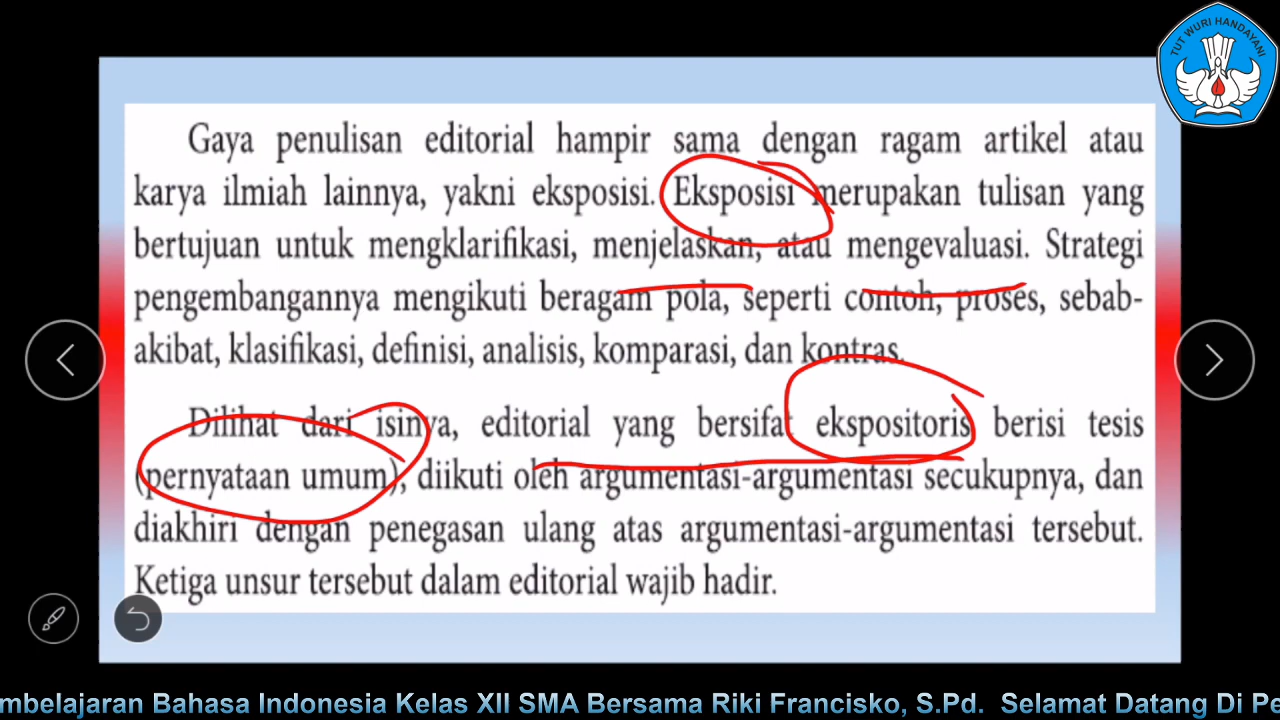 TUT WURI HANDAYANI
Gaya penulisan editorial hampir sama dengan ragam artikel atau
karya ilmiah lainnya, yakni eksposisi. Eksposisi merupakan tulisan yang
bertujuan untuk mengklarifikasi, menjelaskan, atau mengevaluasi. Strategi
pengembangannya mengikuti beragam pola, seperti contoh, proses, sebab-
akibat, klasifikasi, definisi, analisis, komparasi, dan kontras.
Dilihat dari isinya, editorial yang bersifat ekspositoris berisi tesis
(pernyataan umum), diikuti oleh argumentasi-argumentasi secukupnya, dan
diakhiri dengan penegasan ulang atas argumentasi-argumentasi tersebut.
Ketiga unsur tersebut dalam editorial wajib hadir.
mbelajaran Bahasa Indonesia Kelas XII SMA Bersama Riki Francisko, S.Pd. Selamat Datang Di Pe